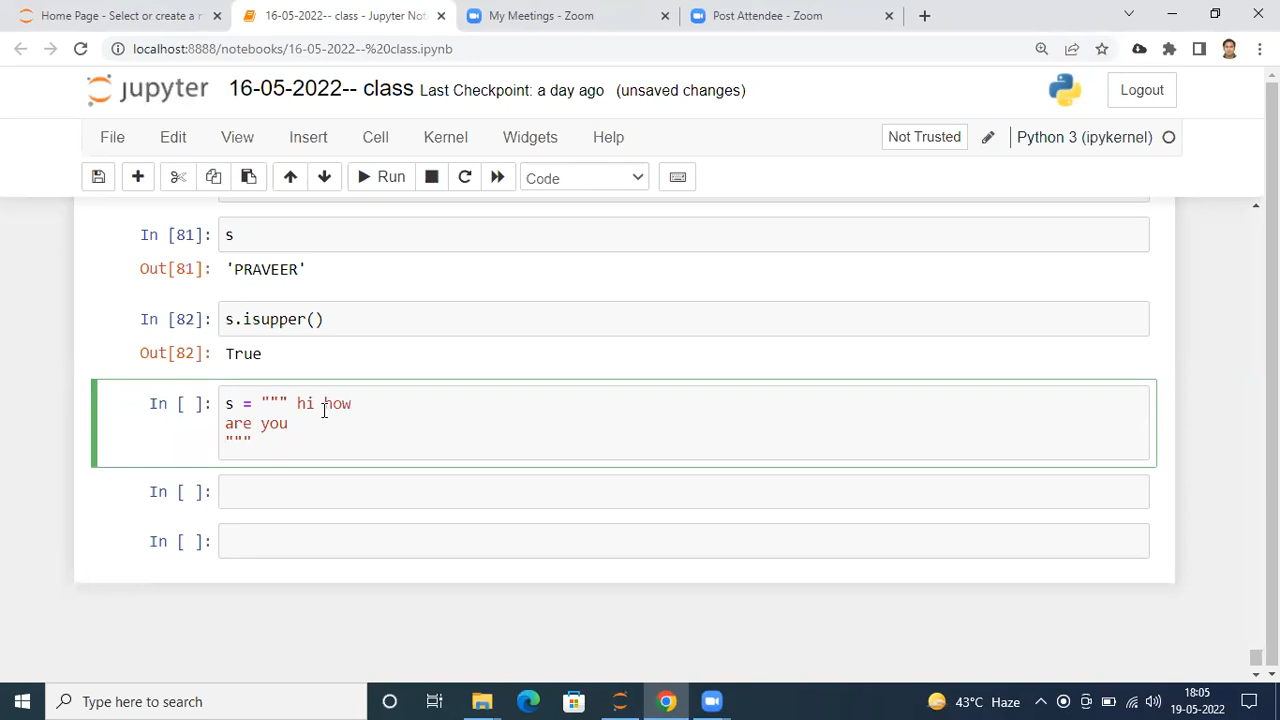 Home Page - Select or create a n
16-05-2022-- class - Jupyter Not
My Meetings - Zoom
Post Attendee - Zoom
localhost:8888/notebooks/16-05-2022--%20class.ipynb
jupyter 16-05-2022-- class Last Checkpoint: a day ago (unsaved changes)
Logout
File Edit View Insert Cell Kernel Widgets Help
Not Trusted
Python 3 (ipykernel)
Run
Code
In [81]: s
Out[81]: 'PRAVEER'
In [82]: s.isupper()
Out[82]: True
In [ ]: s = """ hi how
are you
"""
In [ ]:
In [ ]:
Type here to search
43°C Haze
18:05
19-05-2022